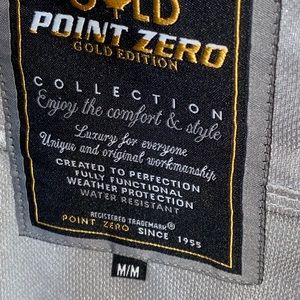 GOLD
POINT ZERO
GOLD EDITION
COLLECTION
Enjoy the comfort & style
Luxury for everyone
Unique and original workmanship
CREATED TO PERFECTION
FULLY FUNCTIONAL
WEATHER PROTECTION
WATER RESISTANT
REGISTERED TRADEMARK®
POINT ZERO SINCE 1955
M/M